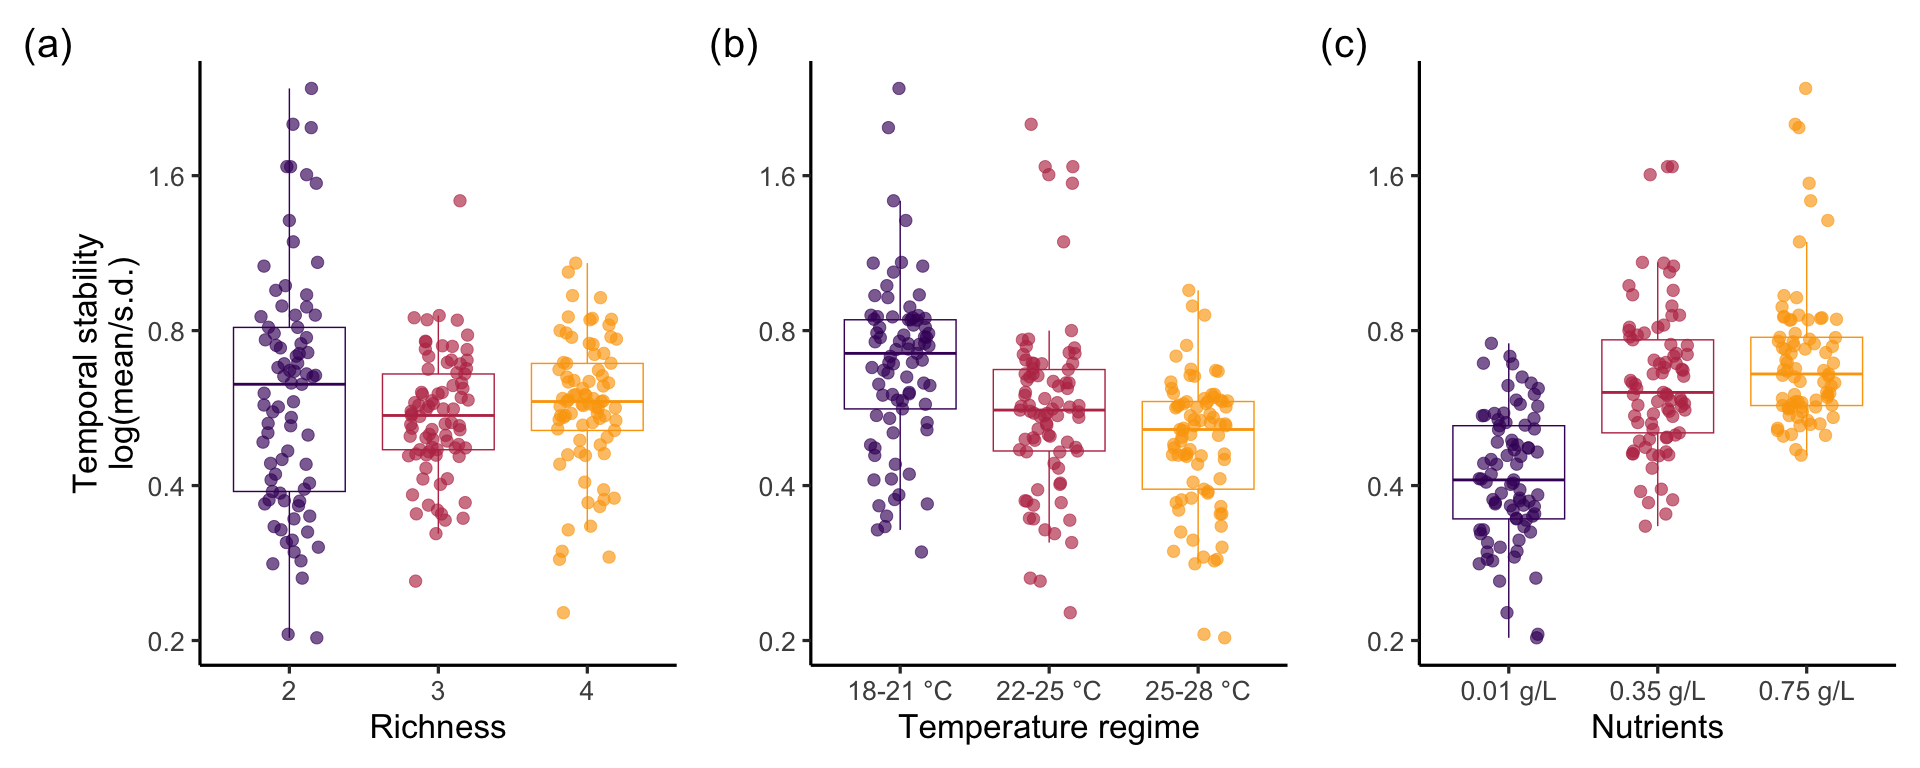 (a)
(b)
(c)
Temporal stability
log(mean/s.d.)
1.6
0.8
0.4
0.2
2
3
4
Richness
1.6
0.8
0.4
0.2
18-21 °C
22-25 °C
25-28 °C
Temperature regime
1.6
0.8
0.4
0.2
0.01 g/L
0.35 g/L
0.75 g/L
Nutrients